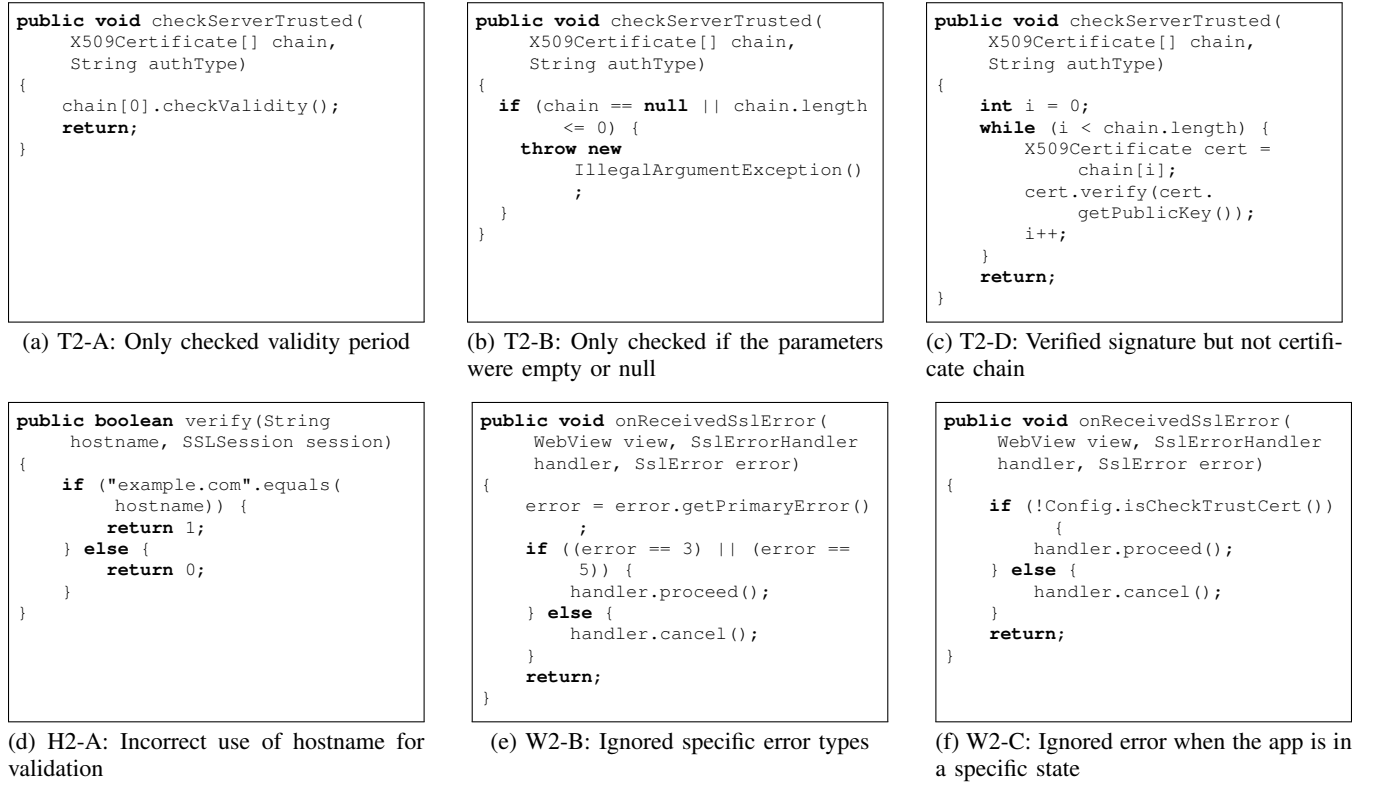 public void checkServerTrusted(
X509Certificate[] chain,
String authType)
{
chain[0].checkValidity();
return;
}
(a) T2-A: Only checked validity period
public void checkServerTrusted(
X509Certificate[] chain,
String authType)
{
if (chain == null || chain.length
<= 0) {
throw new
IllegalArgumentException()
;
}
}
(b) T2-B: Only checked if the parameters
were empty or null
public void checkServerTrusted(
X509Certificate[] chain,
String authType)
{
int i = 0;
while (i < chain.length) {
X509Certificate cert =
chain[i];
cert.verify(cert.
getPublicKey());
i++;
}
return;
}
(c) T2-D: Verified signature but not certifi-
cate chain
public boolean verify(String
hostname, SSLSession session)
{
if ("example.com".equals(
hostname)) {
return 1;
} else {
return 0;
}
}
(d) H2-A: Incorrect use of hostname for
validation
public void onReceivedSslError(
WebView view, SslErrorHandler
handler, SslError error)
{
error = error.getPrimaryError()
;
if ((error == 3) || (error ==
5)) {
handler.proceed();
} else {
handler.cancel();
}
return;
}
(e) W2-B: Ignored specific error types
public void onReceivedSslError(
WebView view, SslErrorHandler
handler, SslError error)
{
if (!Config.isCheckTrustCert())
{
handler.proceed();
} else {
handler.cancel();
}
return;
}
(f) W2-C: Ignored error when the app is in
a specific state